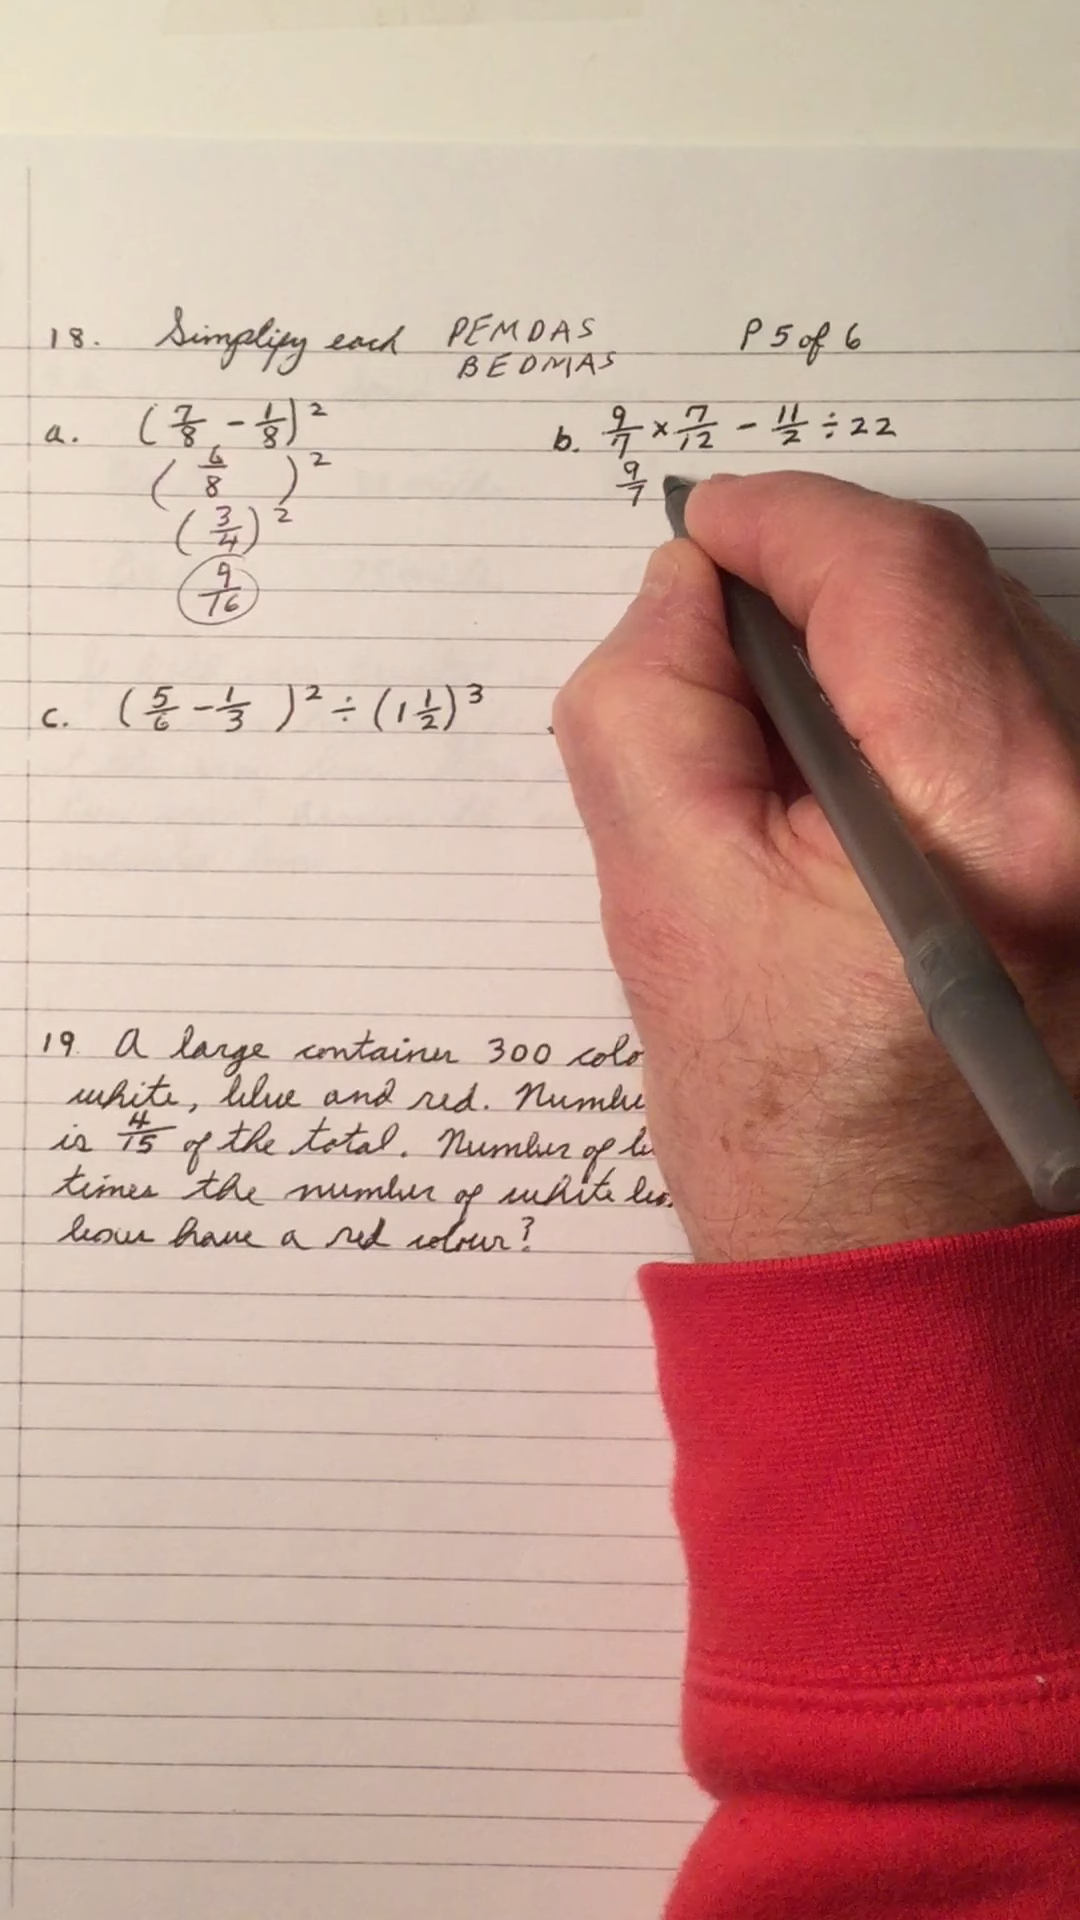 18. Simplify each PEMDAS P 5 of 6
BEDMAS
a. (7/8 - 1/8)²
(6/8)²
(3/4)²
9/16
b. 9/7 × 7/12 - 11/2 ÷ 22
9/7
c. (5/6 - 1/3)² ÷ (1 1/2)³
19. A large container 300 colo
white, blue and red. Numbe
is 4/15 of the total. Number of
times the number of white
have a red colour?